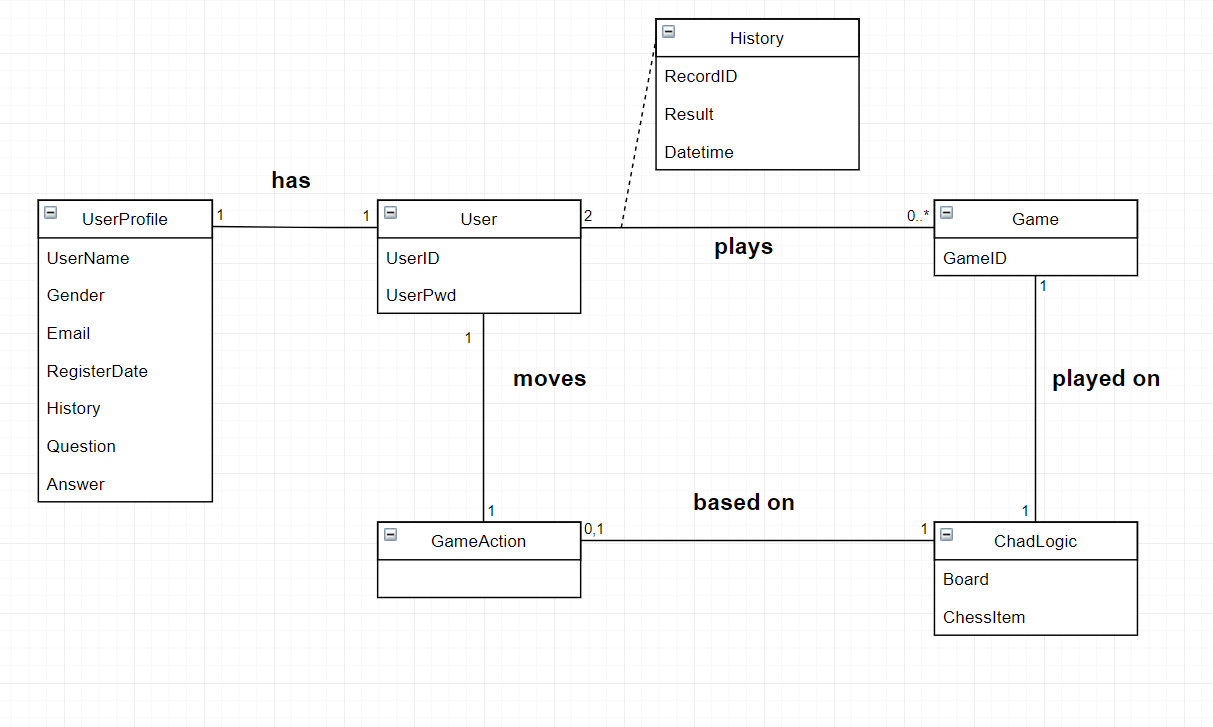 History
RecordID
Result
Datetime
has
UserProfile
UserName
Gender
Email
RegisterDate
History
Question
Answer
1
1
User
UserID
UserPwd
2
0..*
plays
Game
GameID
1
moves
1
1
played on
1
GameAction
0,1
based on
1
ChadLogic
Board
ChessItem